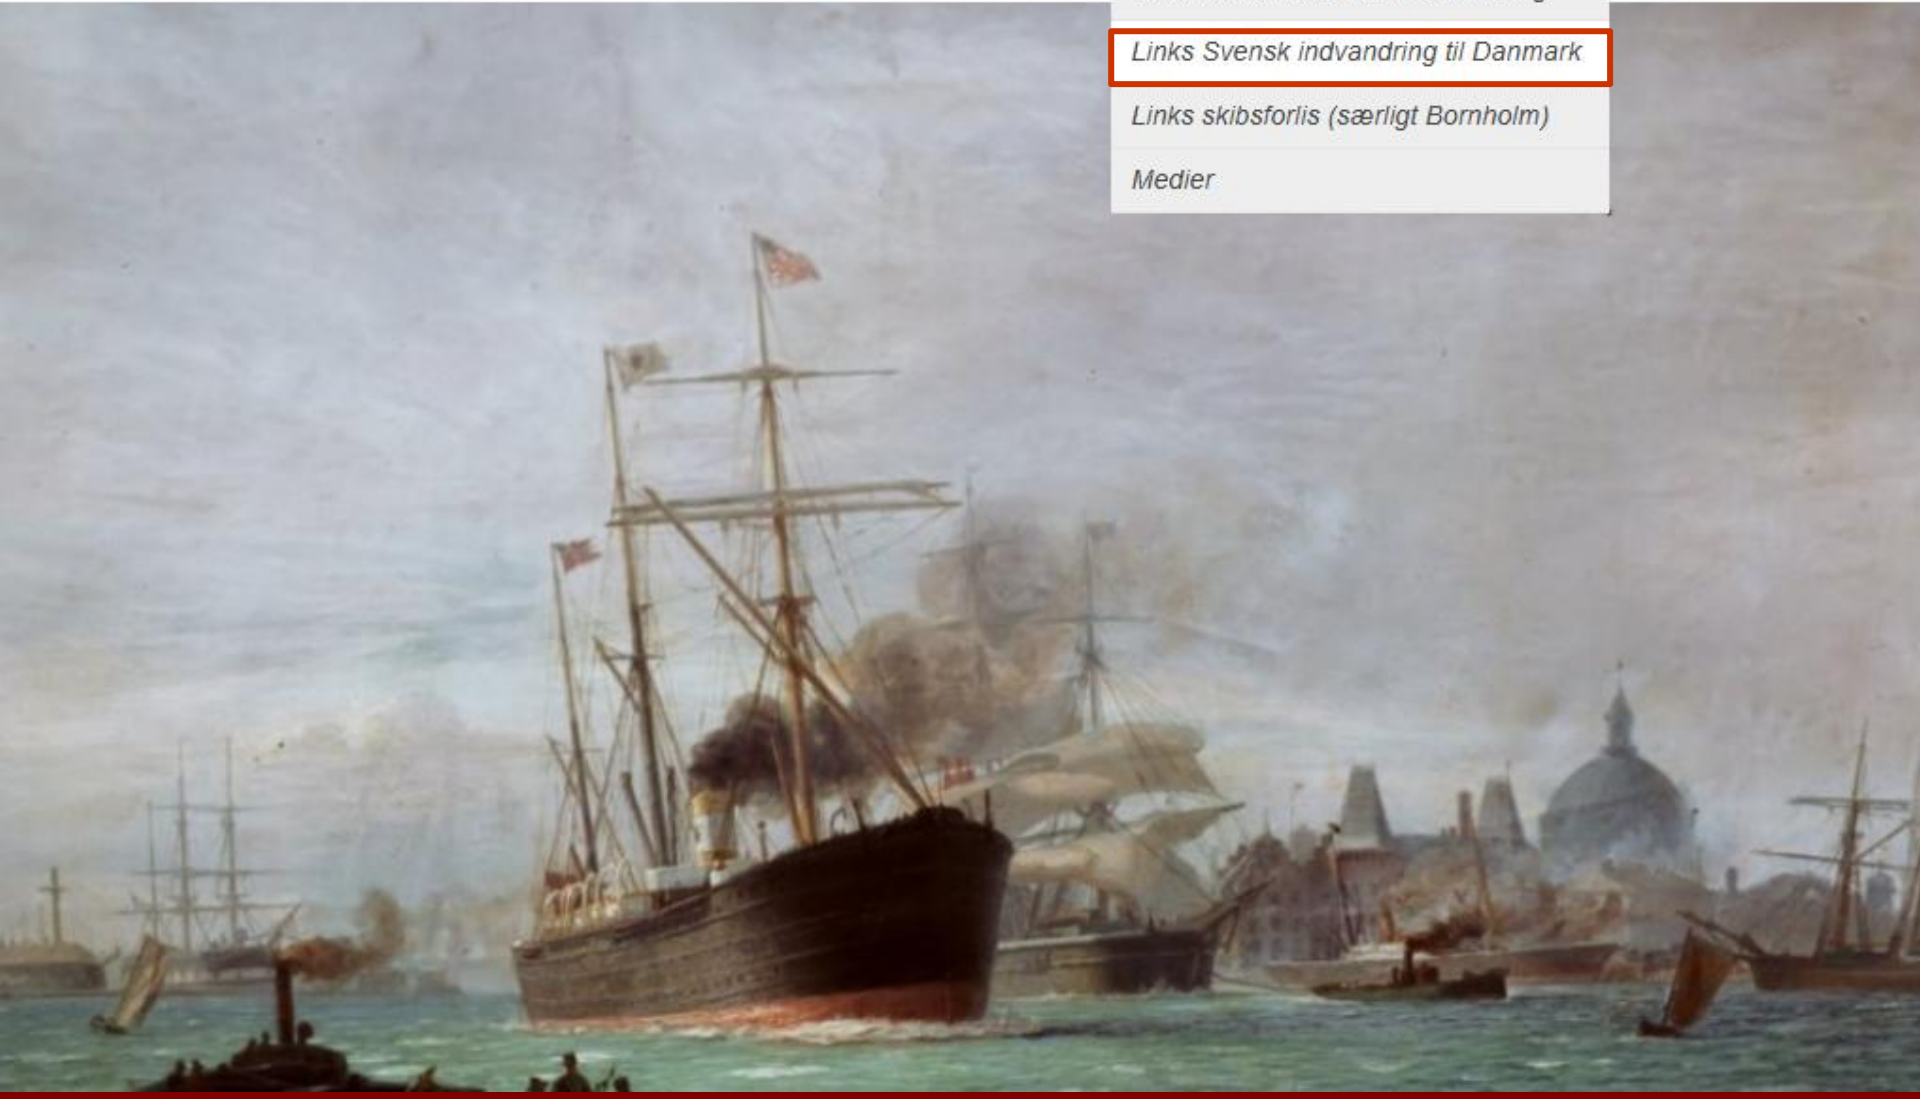 Links Svensk indvandring til Danmark
Links skibsforlis (særligt Bornholm)
Medier